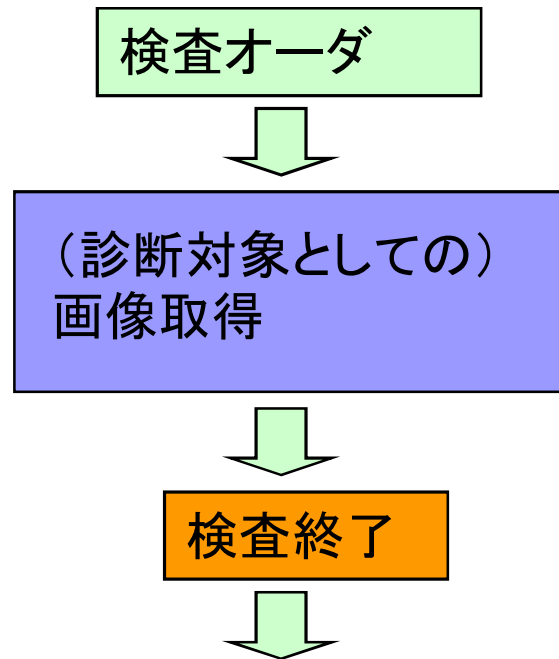 検査オーダ
（診断対象としての）
画像取得
検査終了